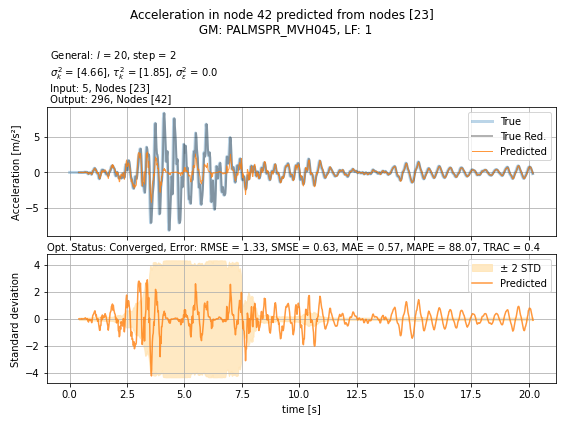 Acceleration in node 42 predicted from nodes [23]
GM: PALMSPR_MVH045, LF: 1
General: l = 20, step = 2
σ²ₖ = [4.66], τ²ₖ = [1.85], σ²ε = 0.0
Input: 5, Nodes [23]
Output: 296, Nodes [42]
Acceleration [m/s²]
5
0
−5
True
True Red.
Predicted
Opt. Status: Converged, Error: RMSE = 1.33, SMSE = 0.63, MAE = 0.57, MAPE = 88.07, TRAC = 0.4
Standard deviation
4
2
0
−2
−4
± 2 STD
Predicted
0.0 2.5 5.0 7.5 10.0 12.5 15.0 17.5 20.0
time [s]